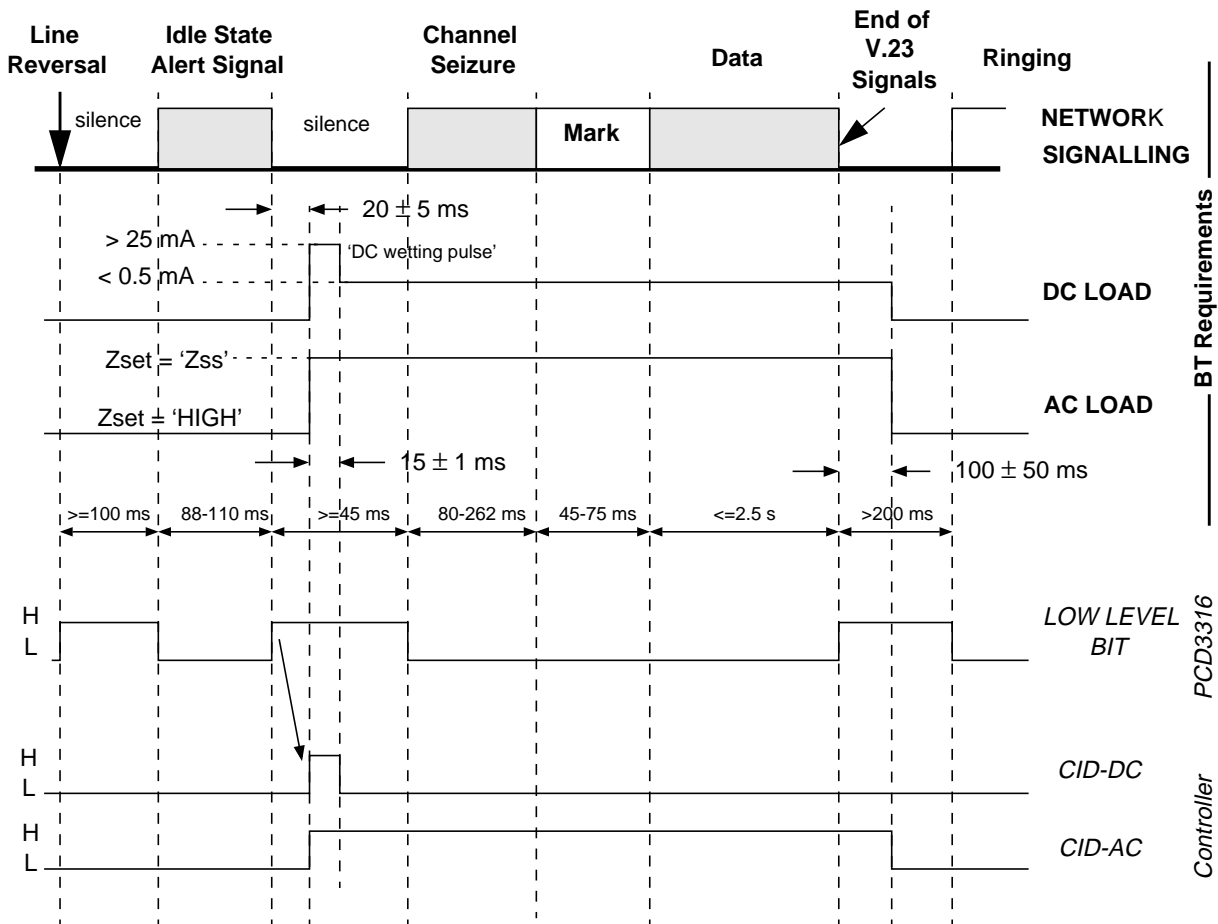 Line
Reversal
Idle State
Alert Signal
Channel
Seizure
Data
End of
V.23
Signals
Ringing
silence
silence
Mark
NETWORK
SIGNALLING
20 ± 5 ms
> 25 mA
'DC wetting pulse'
< 0.5 mA
DC LOAD
Zset = 'Zss'
Zset = 'HIGH'
AC LOAD
15 ± 1 ms
100 ± 50 ms
BT Requirements
>=100 ms
88-110 ms
>=45 ms
80-262 ms
45-75 ms
<=2.5 s
>200 ms
H
L
LOW LEVEL
BIT
PCD3316
H
L
CID-DC
H
L
CID-AC
Controller